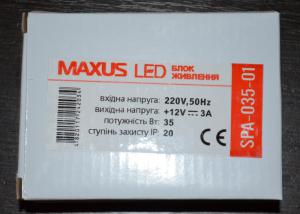 MAXUS LED БЛОК ЖИВЛЕННЯ
вхідна напруга: 220V,50Hz
вихідна напруга: +12V ⎓ 3A
потужність Вт: 35
ступінь захисту IP: 20
SPA-035-01